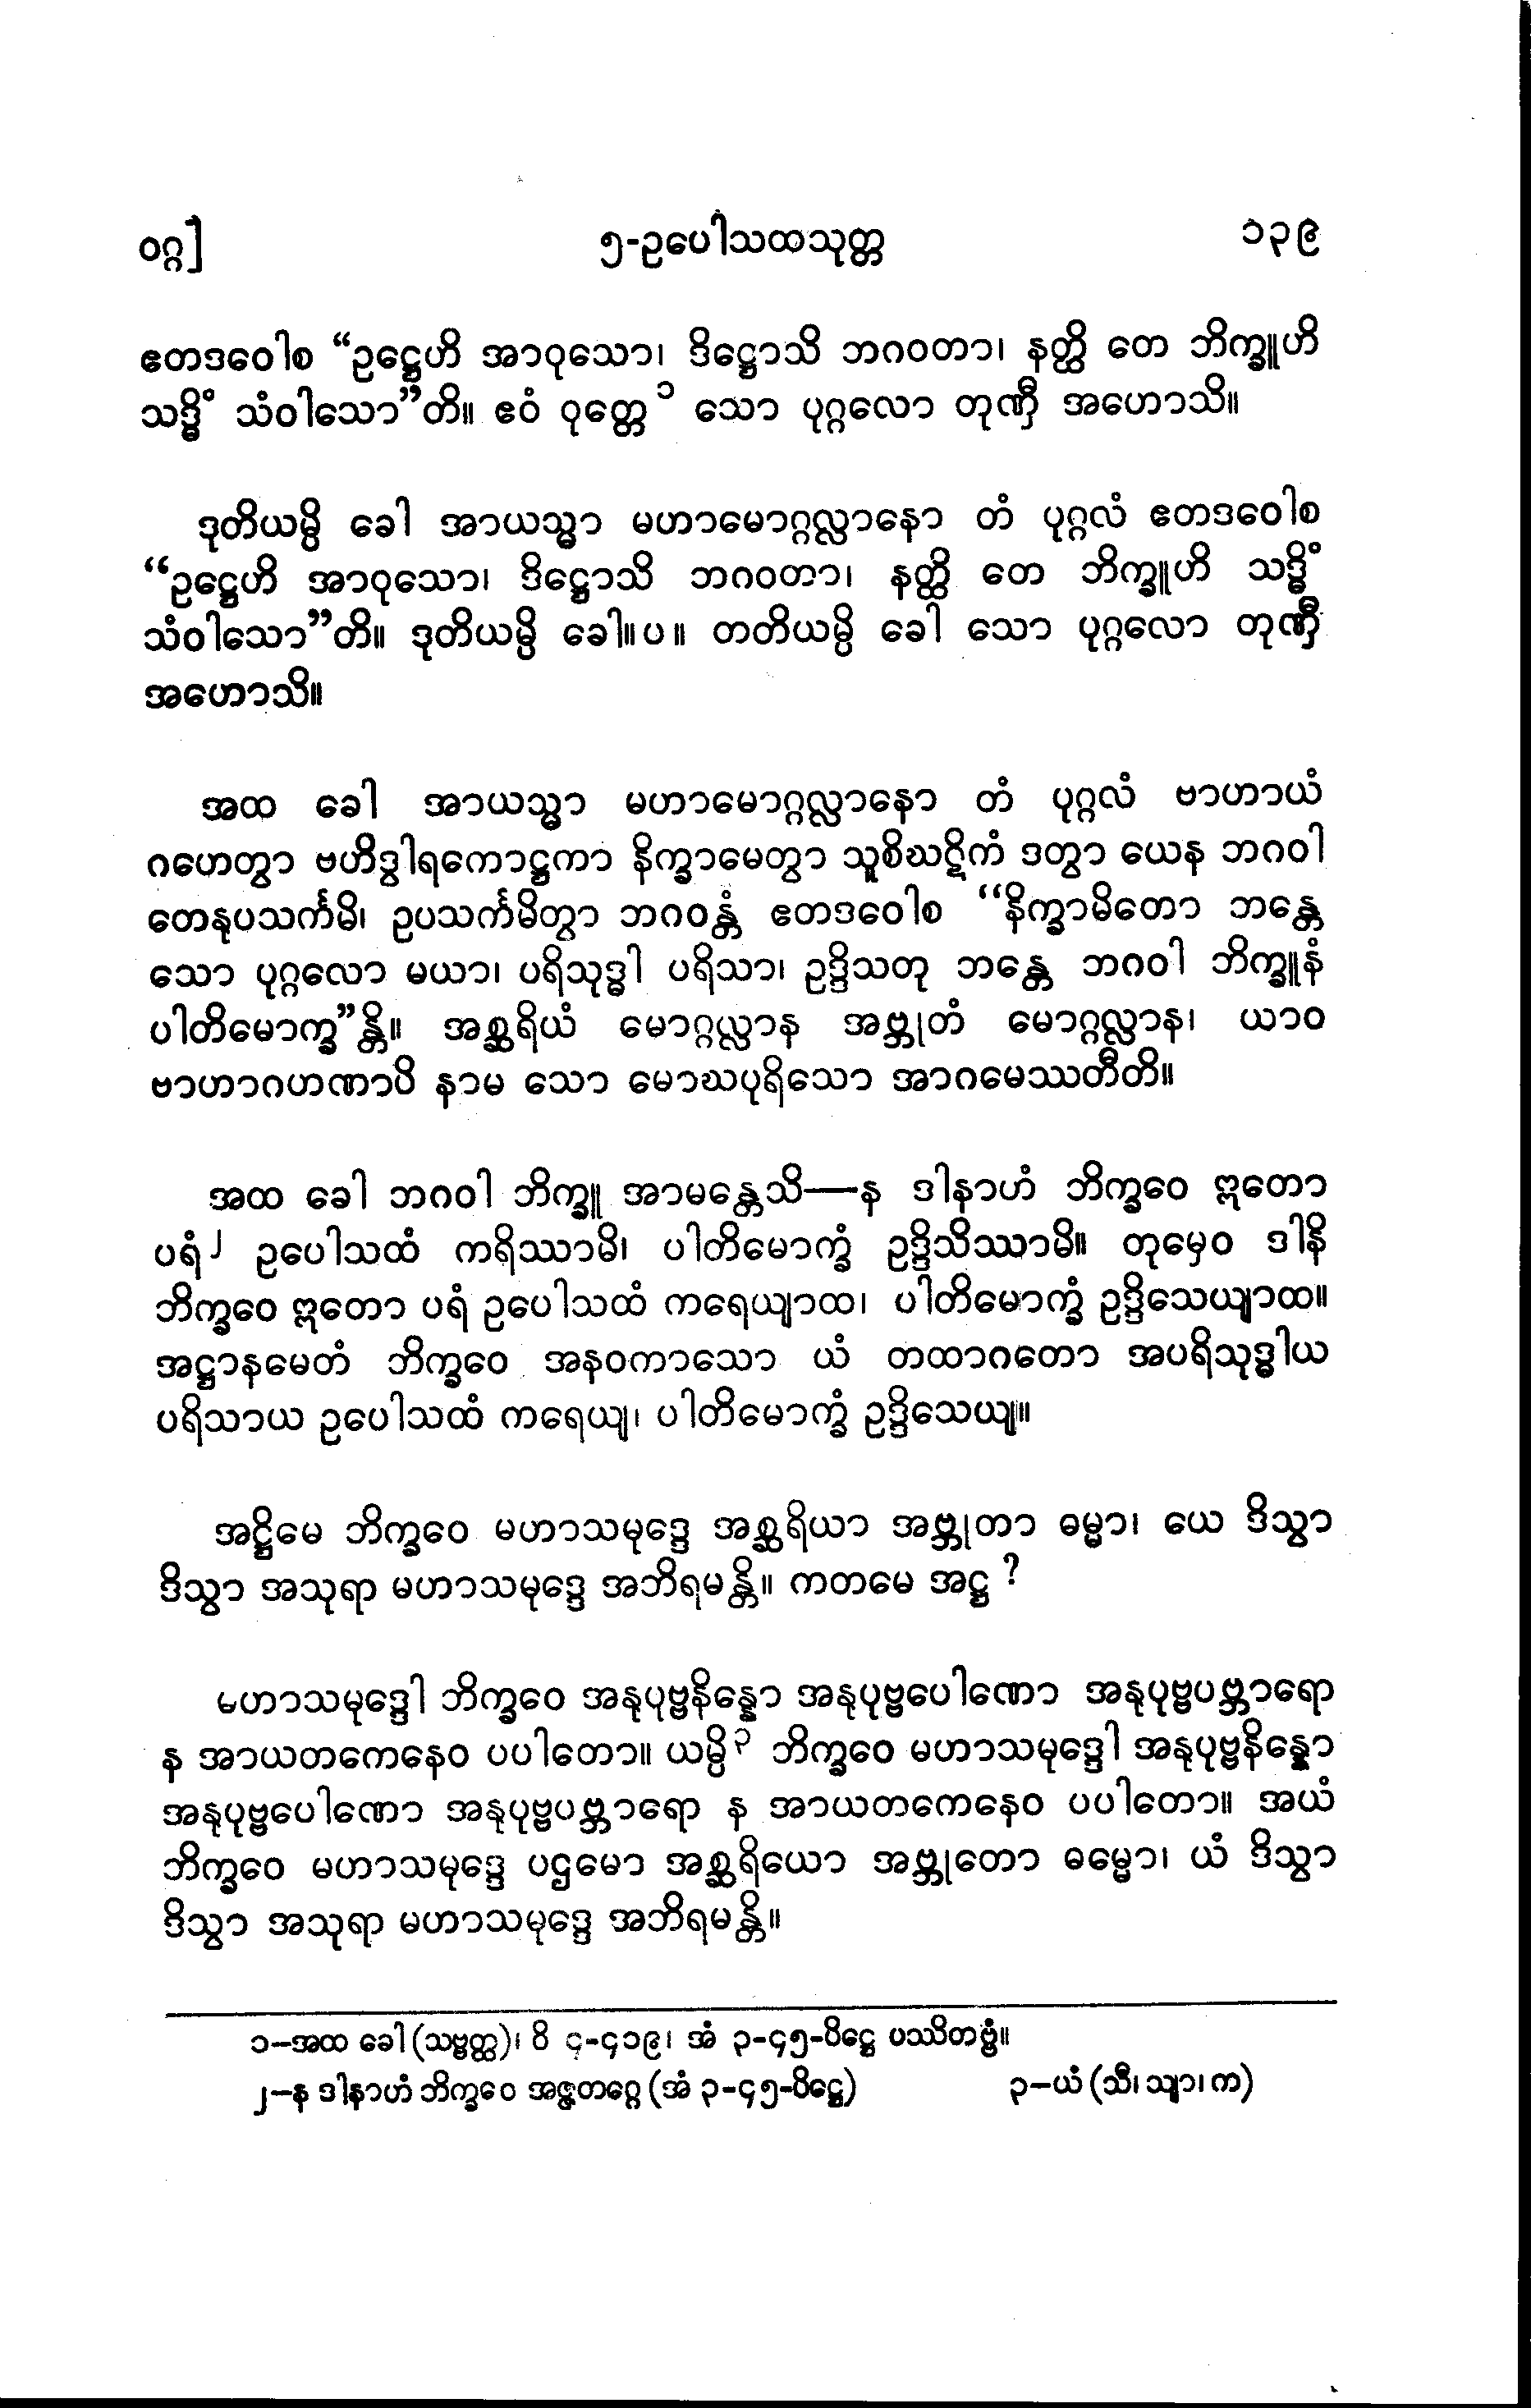 ဝဂ္ဂ]
၅-ဥပေါသထသုတ္တ
၁၃၉
ဧတဒဝေါစ “ဥဋ္ဌေဟိ အာဝုသော၊ ဒိဋ္ဌောသိ ဘဂဝတာ၊ နတ္ထိ တေ ဘိက္ခူဟိ
သဒ္ဓိံ သံဝါသော”တိ။ ဧဝံ ဝုတ္တေ ၁ သော ပုဂ္ဂလော တုဏှီ အဟောသိ။
ဒုတိယမ္ပိ ခေါ အာယသ္မာ မဟာမောဂ္ဂလ္လာနော တံ ပုဂ္ဂလံ ဧတဒဝေါစ
“ဥဋ္ဌေဟိ အာဝုသော၊ ဒိဋ္ဌောသိ ဘဂဝတာ၊ နတ္ထိ တေ ဘိက္ခူဟိ သဒ္ဓိံ
သံဝါသော”တိ။ ဒုတိယမ္ပိ ခေါ။ပ။ တတိယမ္ပိ ခေါ သော ပုဂ္ဂလော တုဏှီ
အဟောသိ။
အထ ခေါ အာယသ္မာ မဟာမောဂ္ဂလ္လာနော တံ ပုဂ္ဂလံ ဗာဟာယံ
ဂဟေတွာ ဗဟိဒွါရကောဋ္ဌကာ နိက္ခာမေတွာ သူစိဃဋိကံ ဒတွာ ယေန ဘဂဝါ
တေနုပသင်္ကမိ၊ ဥပသင်္ကမိတွာ ဘဂဝန္တံ ဧတဒဝေါစ “နိက္ခာမိတော ဘန္တေ
သော ပုဂ္ဂလော မယာ၊ ပရိသုဒ္ဓါ ပရိသာ၊ ဥဒ္ဒိသတု ဘန္တေ ဘဂဝါ ဘိက္ခူနံ
ပါတိမောက္ခ”န္တိ။ အစ္ဆရိယံ မောဂ္ဂလ္လာန အဗ္ဘုတံ မောဂ္ဂလ္လာန၊ ယာဝ
ဗာဟာဂဟဏာပိ နာမ သော မောဃပုရိသော အာဂမေဿတီတိ။
အထ ခေါ ဘဂဝါ ဘိက္ခူ အာမန္တေသိ—န ဒါနာဟံ ဘိက္ခဝေ ဣတော
ပရံ၂ ဥပေါသထံ ကရိဿာမိ၊ ပါတိမောက္ခံ ဥဒ္ဒိသိဿာမိ။ တုမှေဝ ဒါနိ
ဘိက္ခဝေ ဣတော ပရံ ဥပေါသထံ ကရေယျာထ၊ ပါတိမောက္ခံ ဥဒ္ဒိသေယျာထ။
အဋ္ဌာနမေတံ ဘိက္ခဝေ အနဝကာသော ယံ တထာဂတော အပရိသုဒ္ဓါယ
ပရိသာယ ဥပေါသထံ ကရေယျ၊ ပါတိမောက္ခံ ဥဒ္ဒိသေယျ။
အဋ္ဌိမေ ဘိက္ခဝေ မဟာသမုဒ္ဒေ အစ္ဆရိယာ အဗ္ဘုတာ ဓမ္မာ၊ ယေ ဒိသွာ
ဒိသွာ အသုရာ မဟာသမုဒ္ဒေ အဘိရမန္တိ။ ကတမေ အဋ္ဌ ?
မဟာသမုဒ္ဒေါ ဘိက္ခဝေ အနုပုဗ္ဗနိန္နော အနုပုဗ္ဗပေါဏော အနုပုဗ္ဗပဗ္ဘာရော
န အာယတကေနေဝ ပပါတော။ ယမ္ပိ၃ ဘိက္ခဝေ မဟာသမုဒ္ဒေါ အနုပုဗ္ဗနိန္နော
အနုပုဗ္ဗပေါဏော အနုပုဗ္ဗပဗ္ဘာရော န အာယတကေနေဝ ပပါတော။ အယံ
ဘိက္ခဝေ မဟာသမုဒ္ဒေ ပဌမော အစ္ဆရိယော အဗ္ဘုတော ဓမ္မော၊ ယံ ဒိသွာ
ဒိသွာ အသုရာ မဟာသမုဒ္ဒေ အဘိရမန္တိ။
၁–အထ ခေါ (သဗ္ဗတ္ထ)၊ ဝိ ၄-၄၁၉၊ အံ ၃-၄၅-ပိဋ္ဌေ ပဿိတဗ္ဗံ။
၂–န ဒါနာဟံ ဘိက္ခဝေ အဇ္ဇတဂ္ဂေ (အံ ၃-၄၅-ပိဋ္ဌေ) ၃–ယံ (သီ၊ သျာ၊ က)